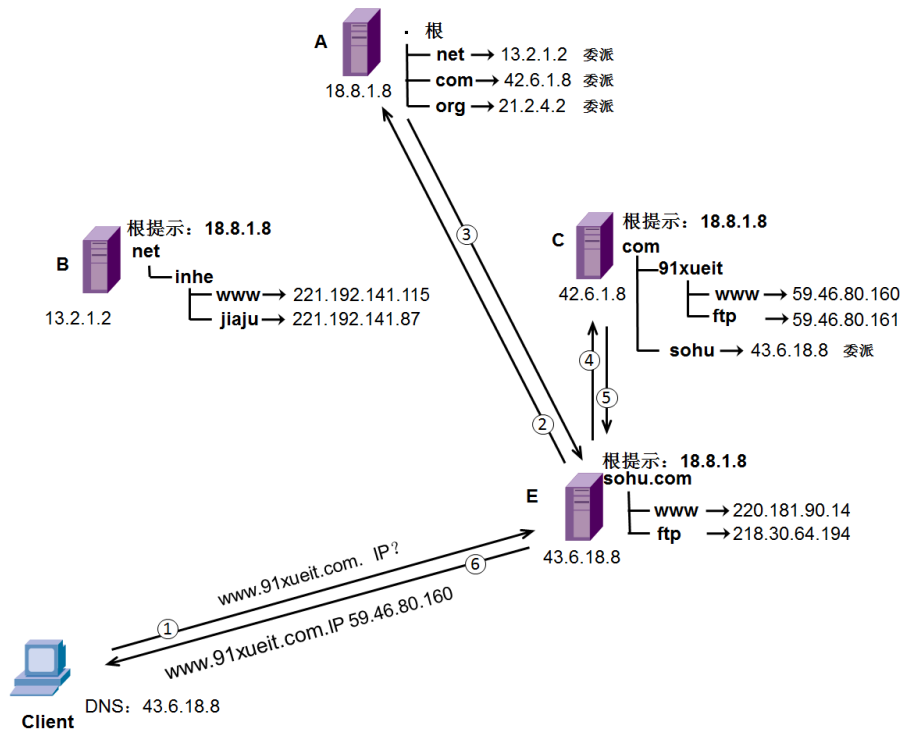 A
· 根
net → 13.2.1.2 委派
com → 42.6.1.8 委派
org → 21.2.4.2 委派
18.8.1.8
B
根提示：18.8.1.8
net
inhe
www → 221.192.141.115
jiaju → 221.192.141.87
13.2.1.2
C
根提示：18.8.1.8
com
91xueit
www → 59.46.80.160
ftp → 59.46.80.161
sohu → 43.6.18.8 委派
42.6.1.8
③
④
⑤
②
E
根提示：18.8.1.8
sohu.com
www → 220.181.90.14
ftp → 218.30.64.194
43.6.18.8
www.91xueit.com. IP？
⑥
①
www.91xueit.com.IP 59.46.80.160
DNS：43.6.18.8
Client